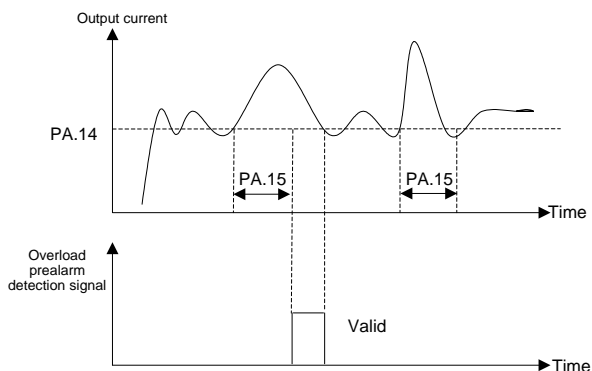 Output current
PA.14
PA.15
PA.15
Time
Overload
prealarm
detection signal
Valid
Time